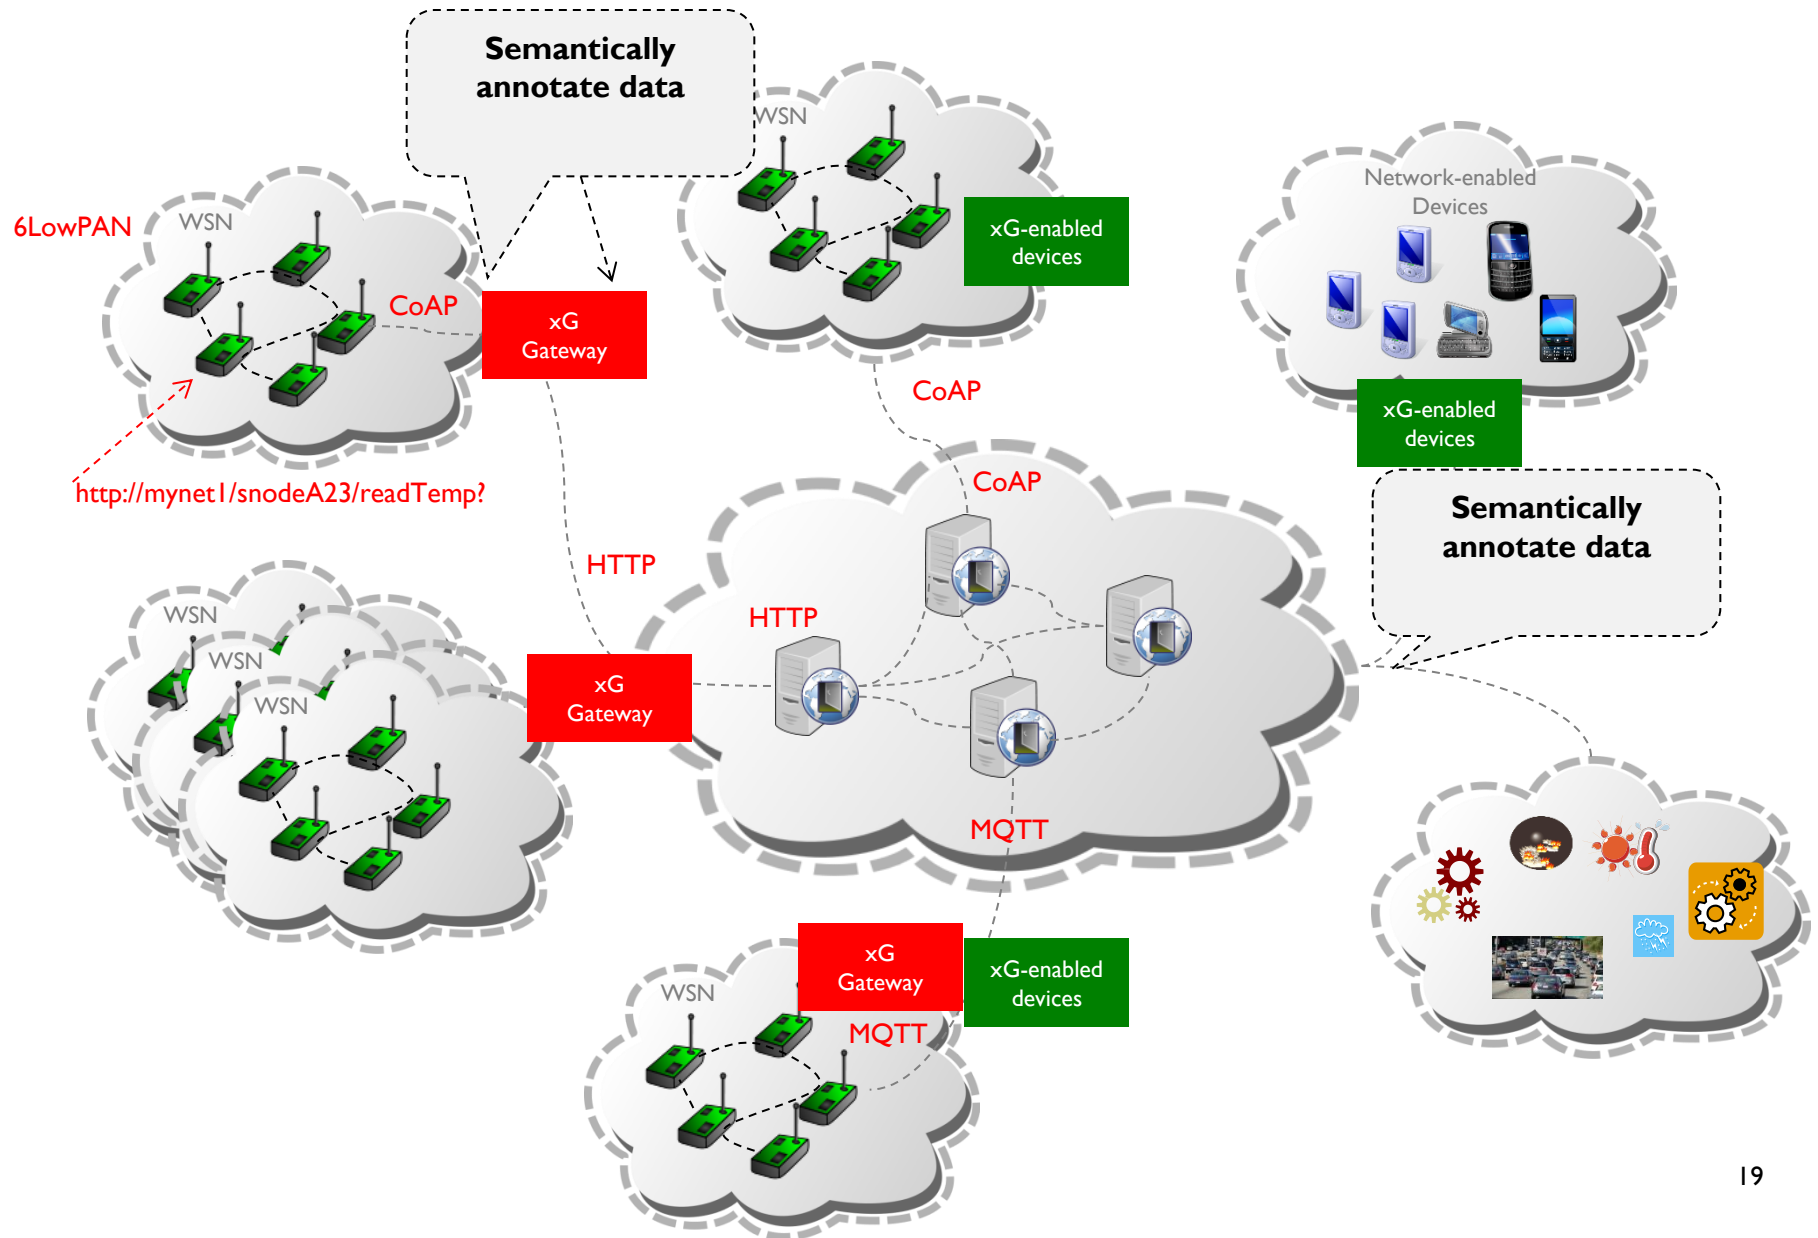 Semantically
annotate data
WSN
6LowPAN
WSN
CoAP
xG
Gateway
xG-enabled
devices
Network-enabled
Devices
CoAP
xG-enabled
devices
http://mynet1/snodeA23/readTemp?
CoAP
Semantically
annotate data
HTTP
HTTP
WSN
WSN
WSN
xG
Gateway
MQTT
xG
Gateway
xG-enabled
devices
WSN
MQTT
19